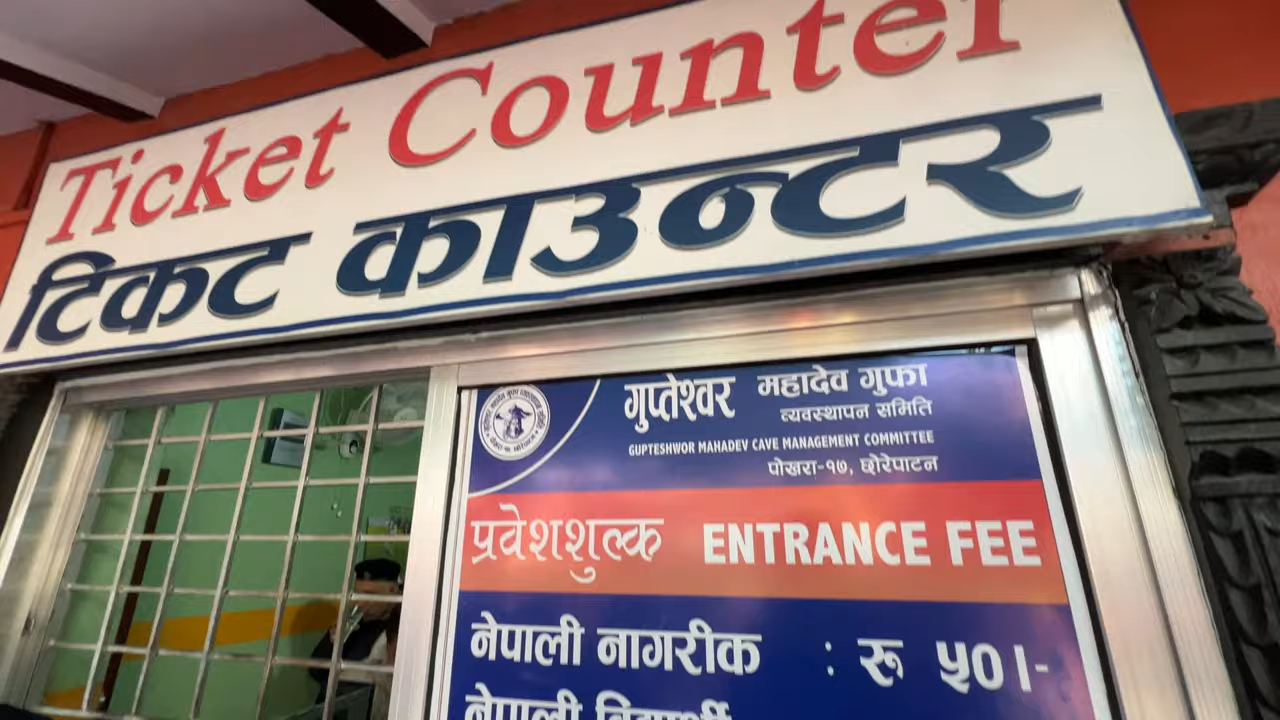 Ticket Counter
टिकट काउन्टर
गुप्तेश्वर महादेव गुफा
व्यवस्थापन समिति
GUPTESHWOR MAHADEV CAVE MANAGEMENT COMMITTEE
पोखरा-१७, छोरेपाटन
प्रवेशशुल्क ENTRANCE FEE
नेपाली नागरीक : रू ५०।-
नेपाली विद्यार्थी